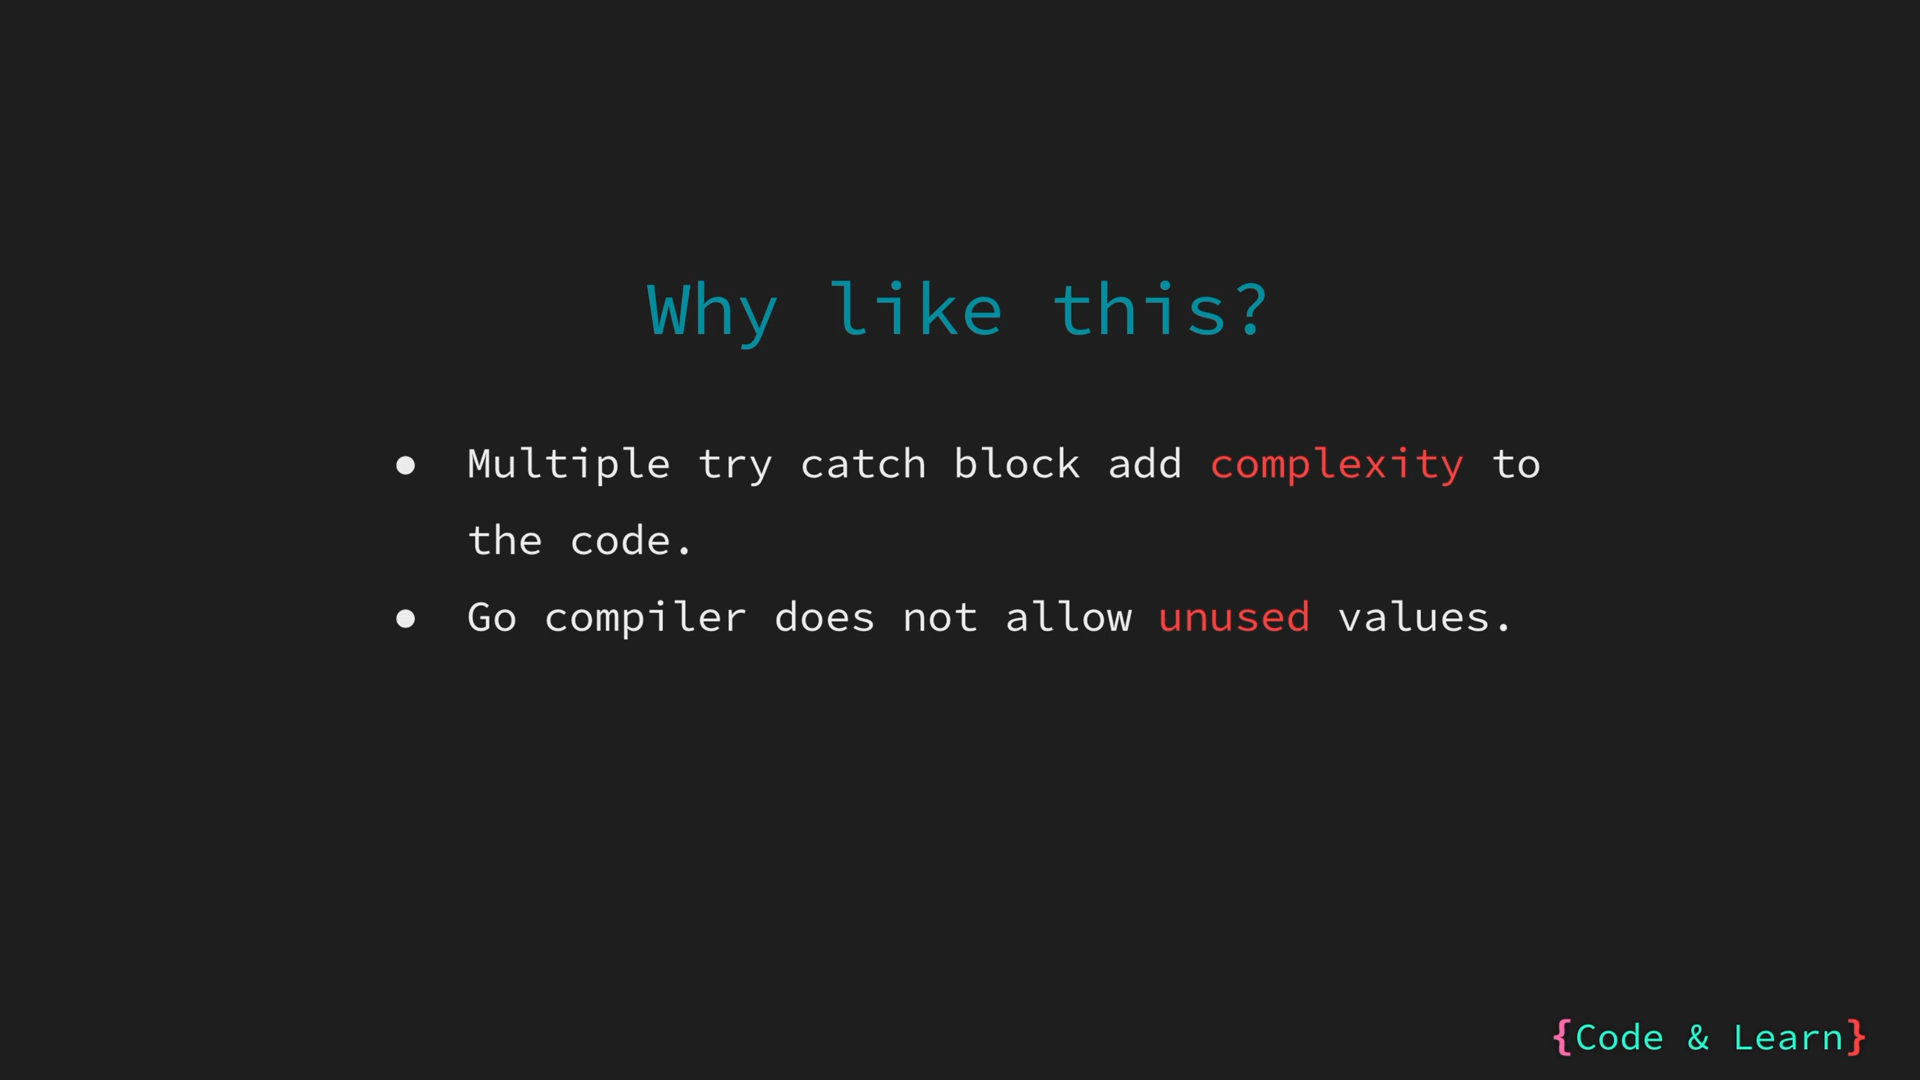 Why like this?
● Multiple try catch block add complexity to
the code.
● Go compiler does not allow unused values.
{Code & Learn}